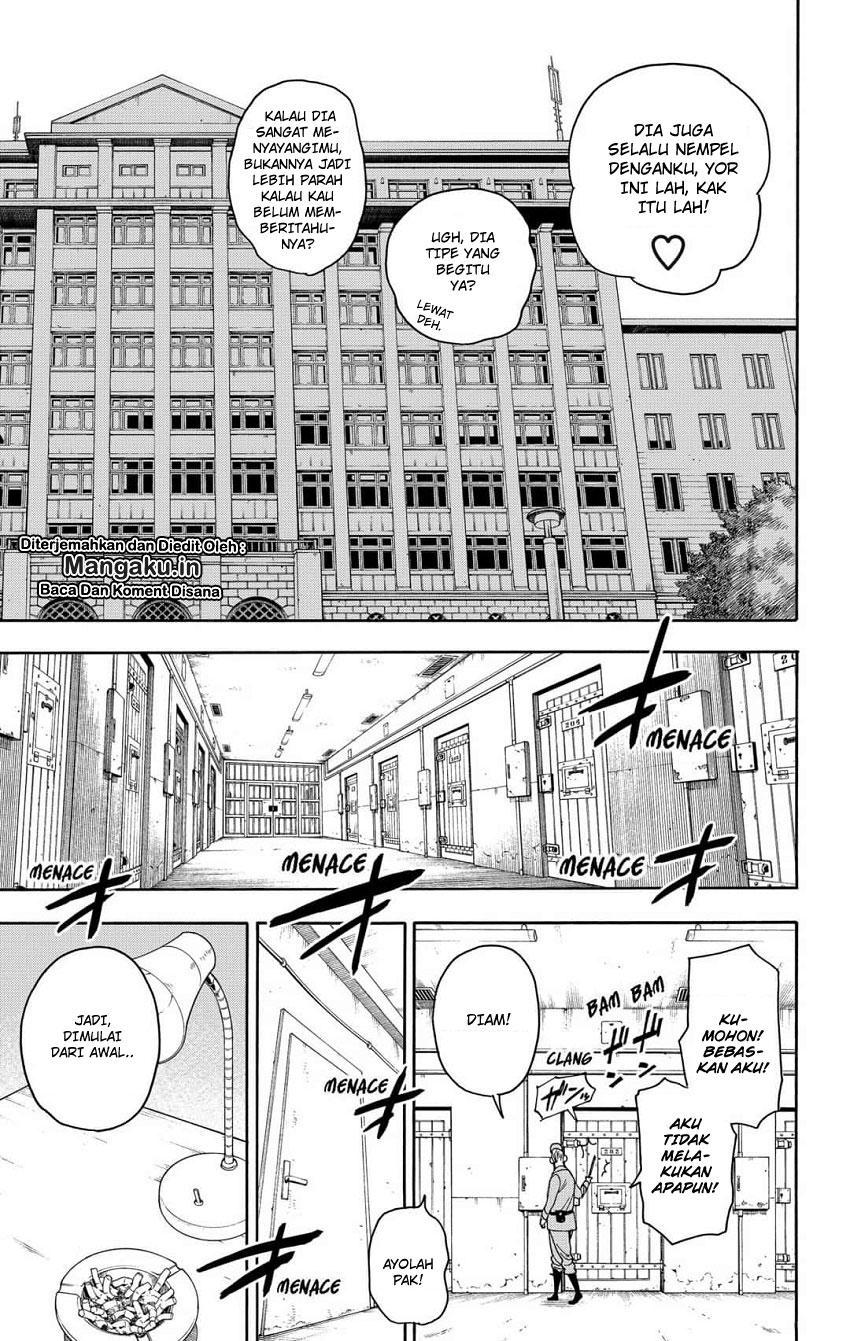 DIA JUGA
SELALU NEMPEL
DENGANKU, YOR
INI LAH, KAK
ITU LAH!
UGH, DIA
TIPE YANG
BEGITU
YA?
LEWAT
DEH.
KALAU DIA
SANGAT ME-
NYAYANGIMU,
BUKANNYA JADI
LEBIH PARAH
KALAU KAU
BELUM MEM-
BERITAHU-
NYA?
Diterjemahkan dan Diedit Oleh :
Mangaku.in
Baca Dan Koment Disana
MENACE
206
MENACE
MENACE
MENACE
KU-
MOHON!
BEBAS-
KAN AKU!
AKU
TIDAK
MELA-
KUKAN
APAPUN!
BAM BAM
CLANG
DIAM!
AYOLAH
PAK!
MENACE
MENACE
JADI,
DIMULAI
DARI AWAL..